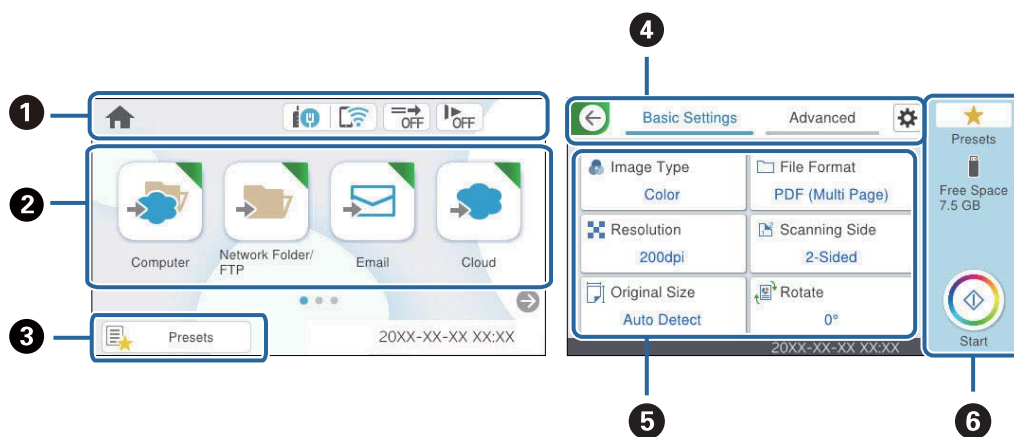 4
1
OFF
OFF
2
Computer
Network Folder/
FTP
Email
Cloud
3
Presets
20XX-XX-XX XX:XX
Basic Settings
Advanced
Image Type
Color
File Format
PDF (Multi Page)
Resolution
200dpi
Scanning Side
2-Sided
Original Size
Auto Detect
Rotate
0°
20XX-XX-XX XX:XX
Presets
Free Space
7.5 GB
Start
5
6